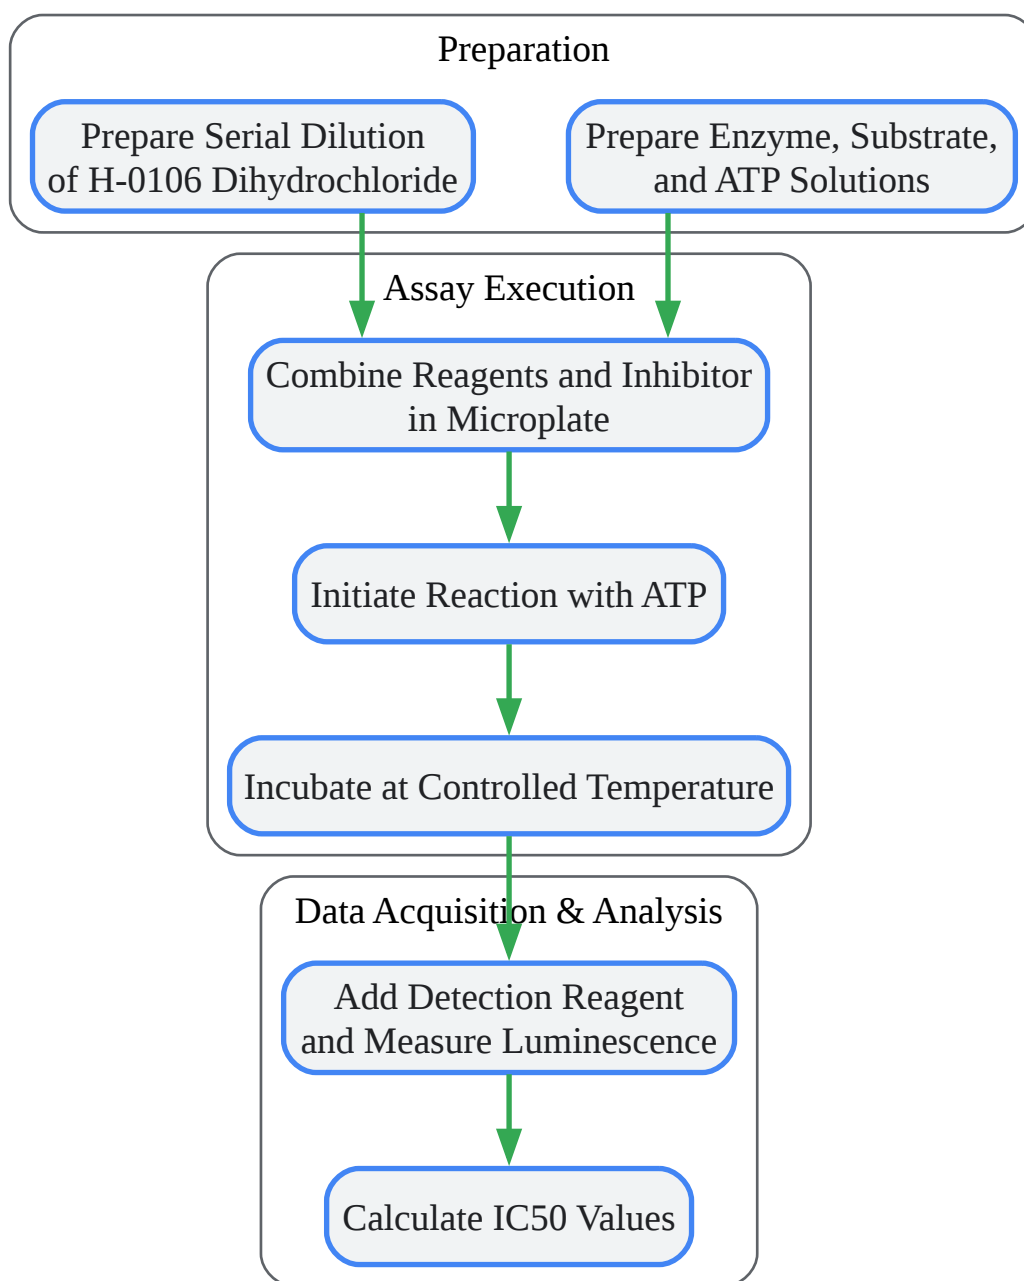 Preparation
Prepare Serial Dilution
of H-0106 Dihydrochloride
Prepare Enzyme, Substrate,
and ATP Solutions
Assay Execution
Combine Reagents and Inhibitor
in Microplate
Initiate Reaction with ATP
Incubate at Controlled Temperature
Data Acquisition & Analysis
Add Detection Reagent
and Measure Luminescence
Calculate IC50 Values